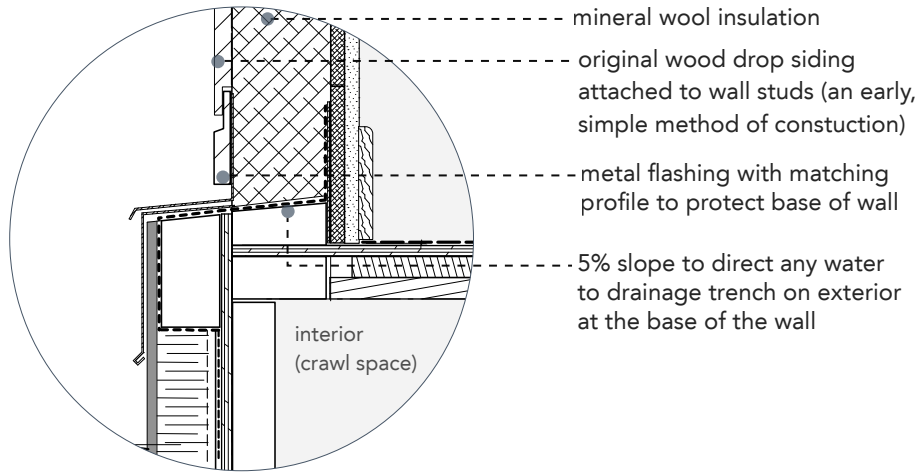 mineral wool insulation
original wood drop siding
attached to wall studs (an early,
simple method of constuction)
metal flashing with matching
profile to protect base of wall
5% slope to direct any water
to drainage trench on exterior
at the base of the wall
interior
(crawl space)